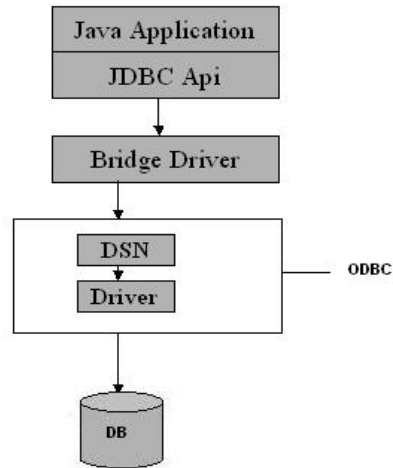 Java Application
JDBC Api
Bridge Driver
DSN
Driver
ODBC
DB